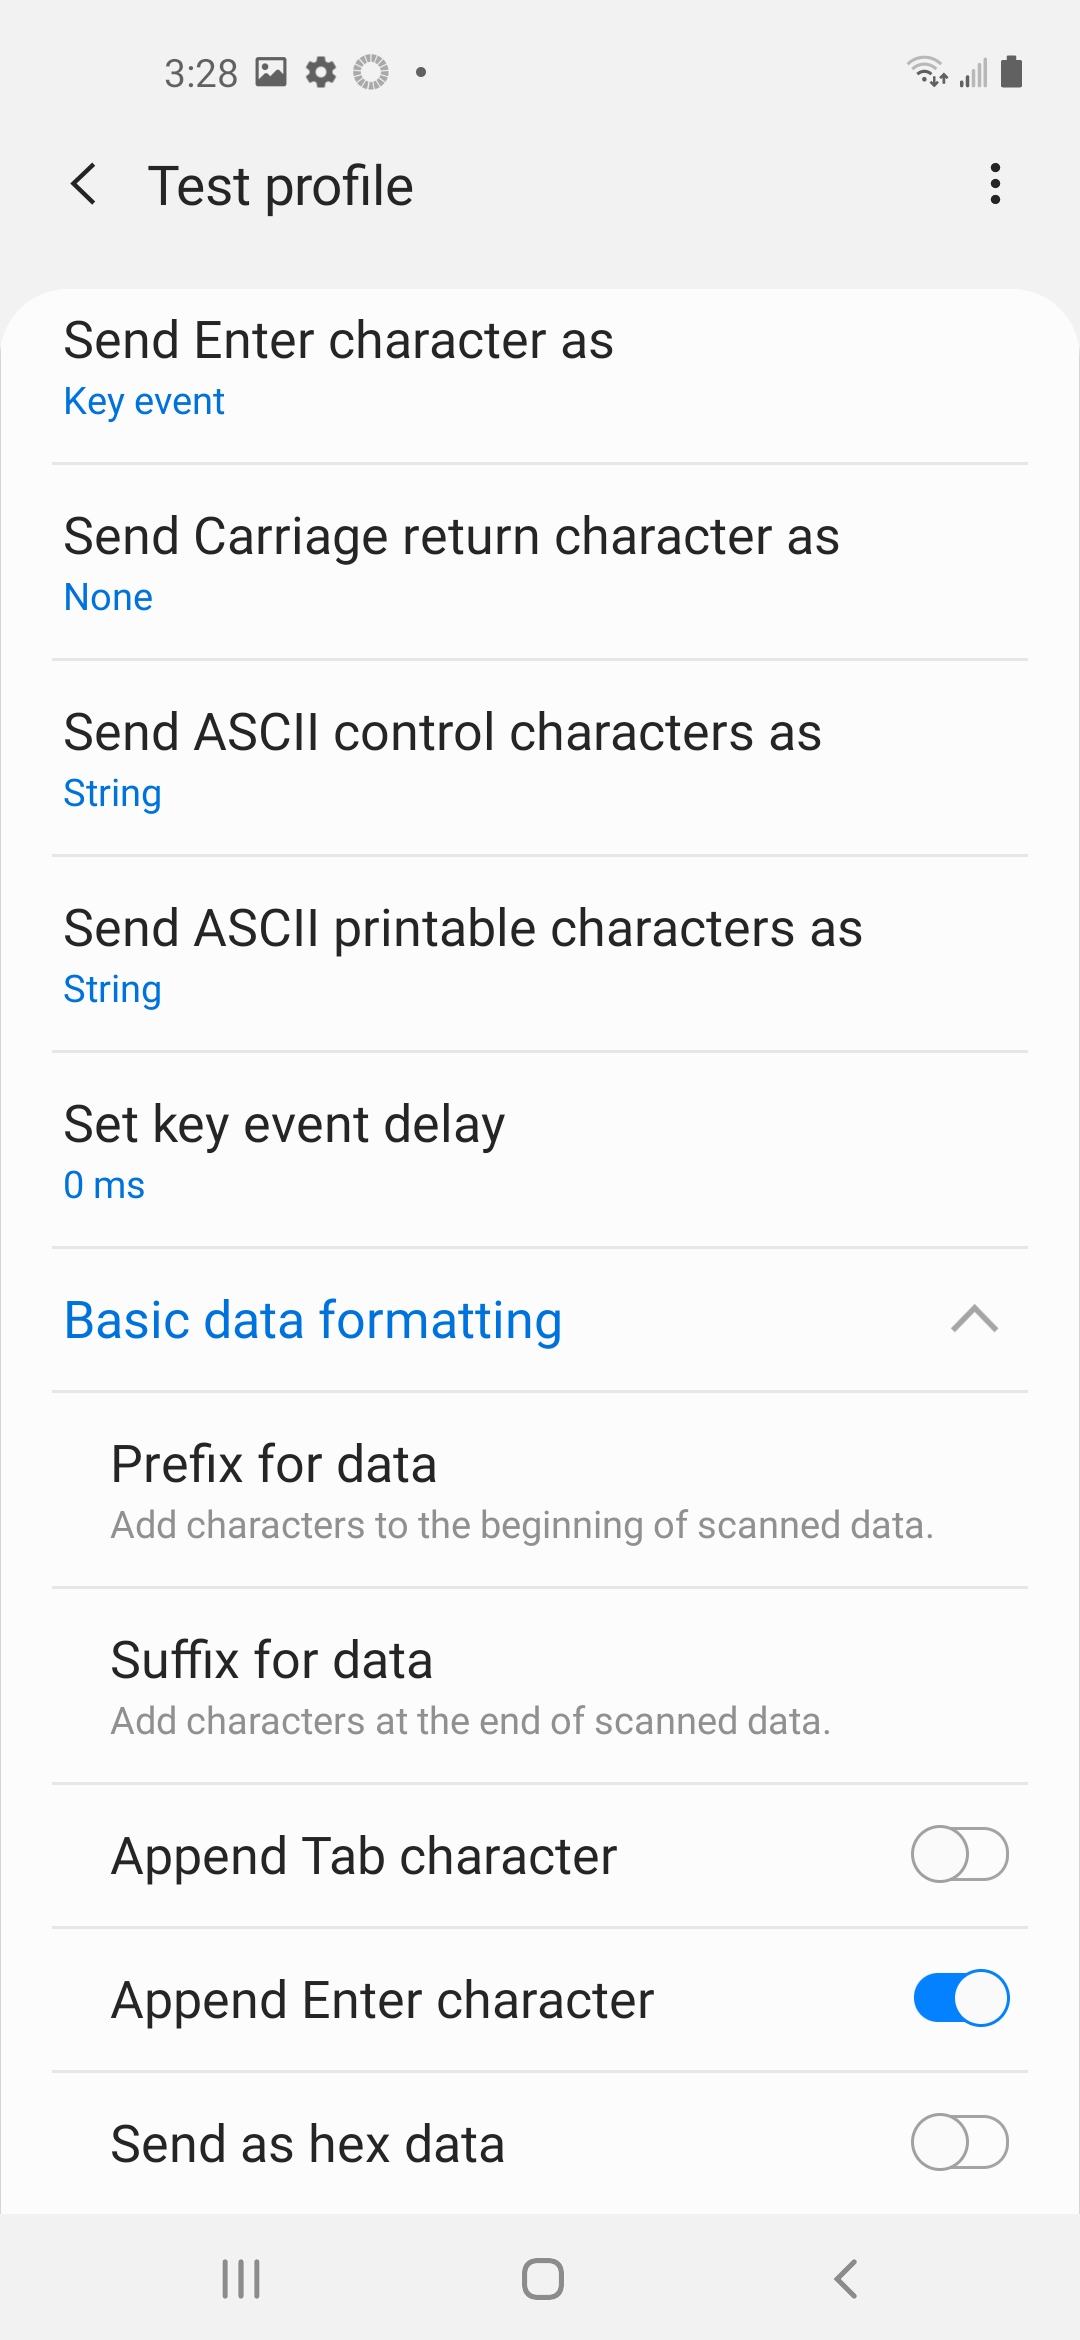 3:28
Test profile
Send Enter character as
Key event
Send Carriage return character as
None
Send ASCII control characters as
String
Send ASCII printable characters as
String
Set key event delay
0 ms
Basic data formatting
Prefix for data
Add characters to the beginning of scanned data.
Suffix for data
Add characters at the end of scanned data.
Append Tab character
Append Enter character
Send as hex data